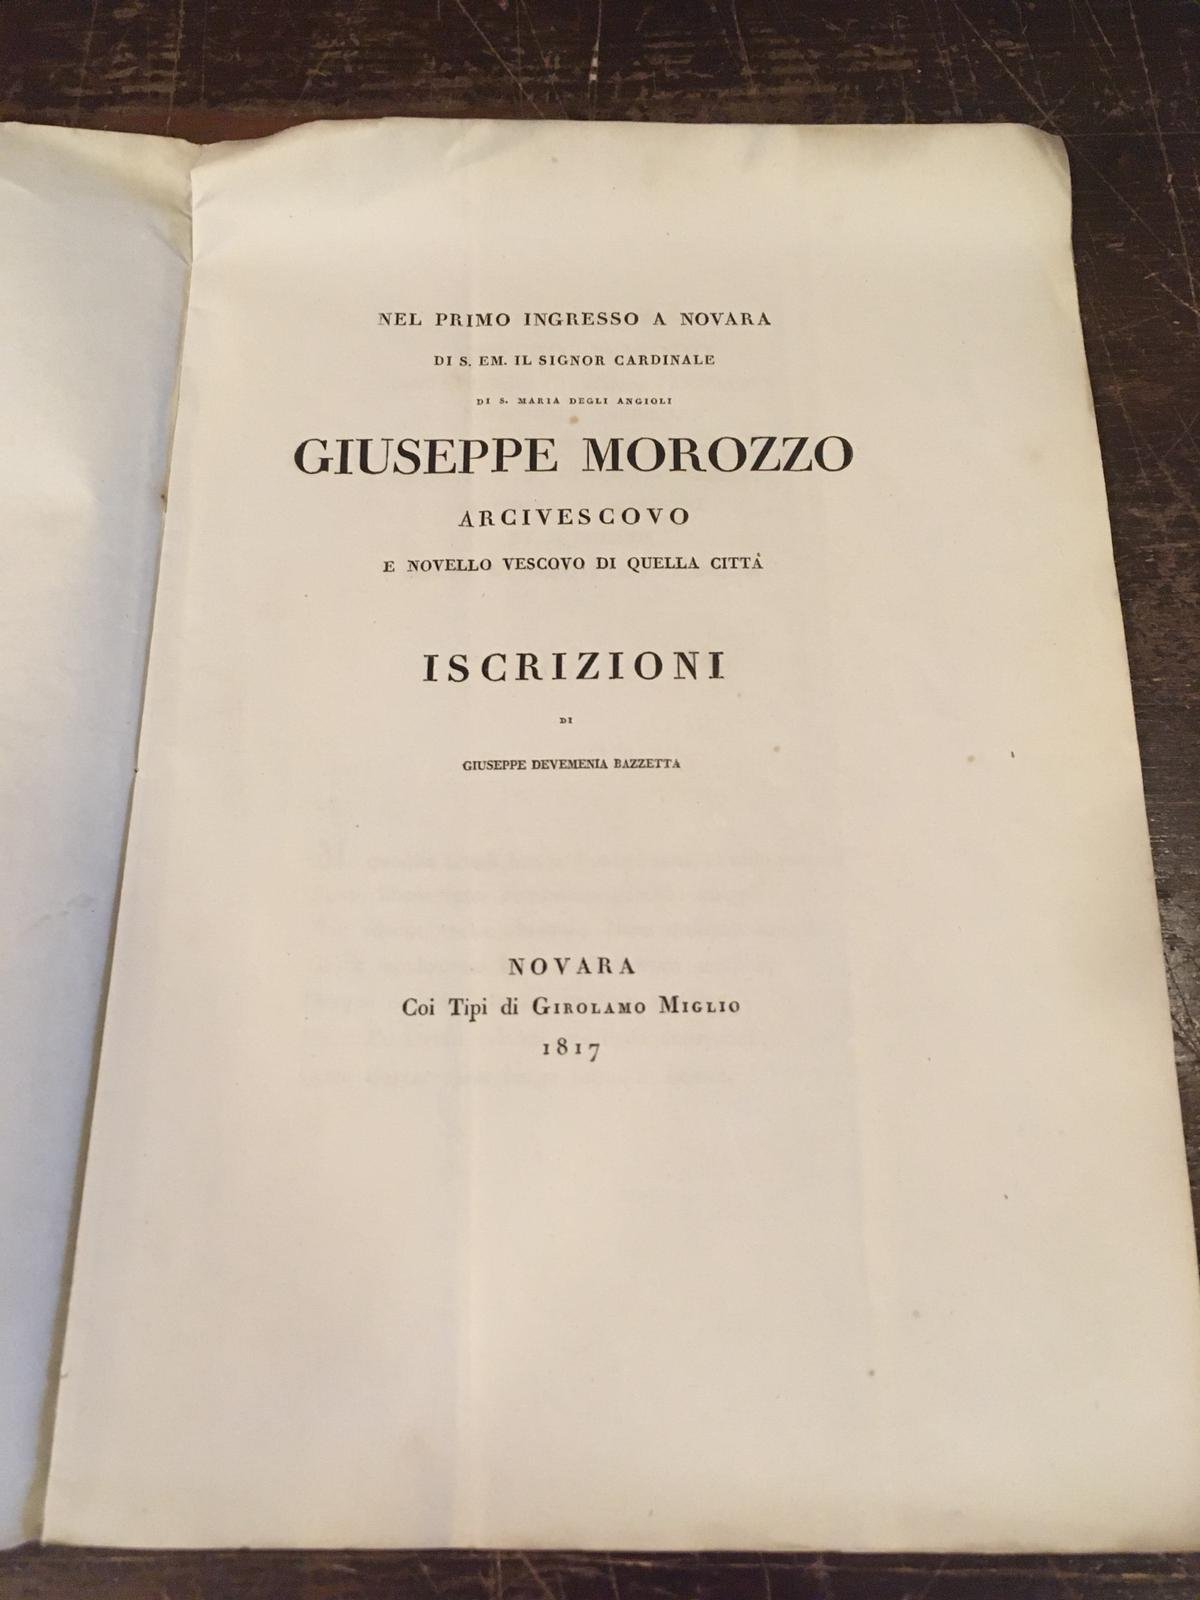 NEL PRIMO INGRESSO A NOVARA
DI S. EM. IL SIGNOR CARDINALE
DI S. MARIA DEGLI ANGIOLI
GIUSEPPE MOROZZO
ARCIVESCOVO
E NOVELLO VESCOVO DI QUELLA CITTÀ
ISCRIZIONI
DI
GIUSEPPE DEVEMENIA BAZZETTA
NOVARA
Coi Tipi di GIROLAMO MIGLIO
1817